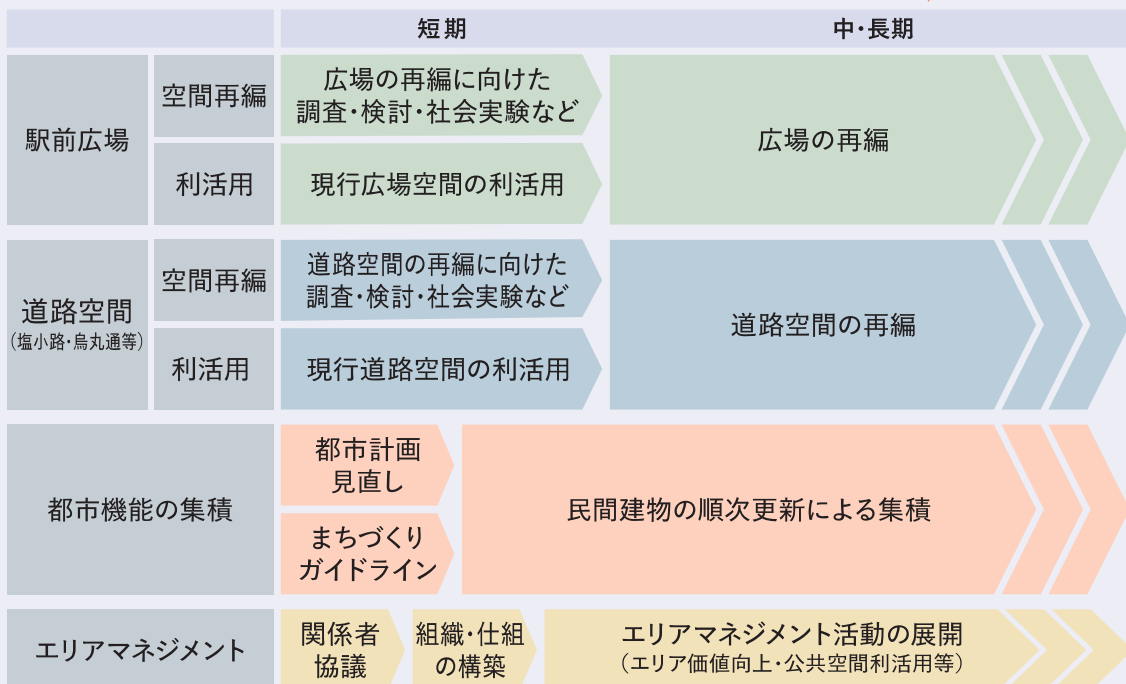 短期
中・長期
駅前広場
空間再編
広場の再編に向けた
調査・検討・社会実験など
広場の再編
利活用
現行広場空間の利活用
道路空間
（塩小路・烏丸通等）
空間再編
道路空間の再編に向けた
調査・検討・社会実験など
道路空間の再編
利活用
現行道路空間の利活用
都市機能の集積
都市計画
見直し
まちづくり
ガイドライン
民間建物の順次更新による集積
エリアマネジメント
関係者
協議
組織・仕組
の構築
エリアマネジメント活動の展開
（エリア価値向上・公共空間利活用等）